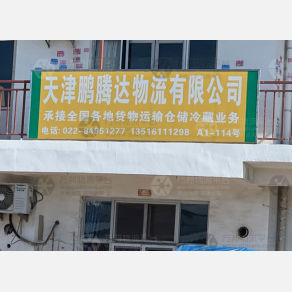 天津鹏腾达物流有限公司
承接全国各地货物运输仓储冷藏业务
电话: 022-84951277 13516111298 A1-114号